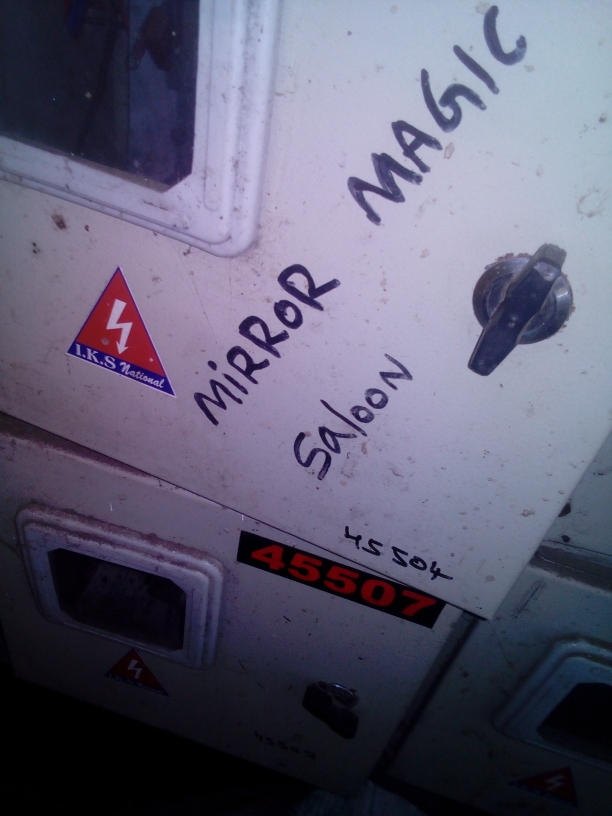 MiRROR MAGIC
Saloon
I.K.S National
45504
45507